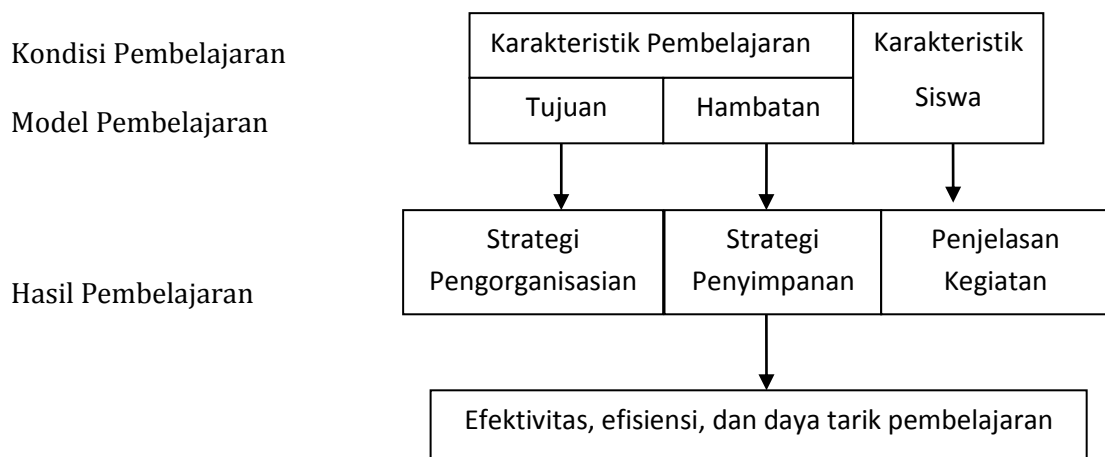 Kondisi Pembelajaran
Model Pembelajaran
Hasil Pembelajaran
Karakteristik Pembelajaran
Karakteristik
Siswa
Tujuan
Hambatan
Strategi
Pengorganisasian
Strategi
Penyimpanan
Penjelasan
Kegiatan
Efektivitas, efisiensi, dan daya tarik pembelajaran